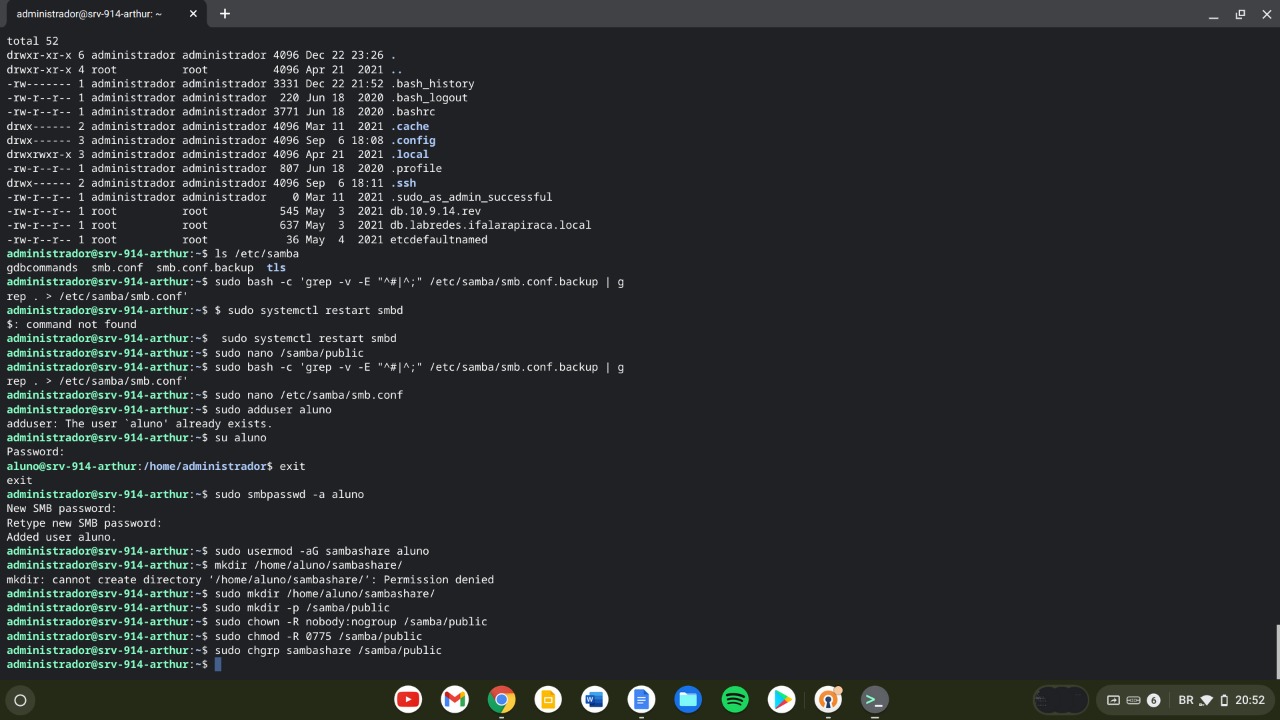 administrador@srv-914-arthur: ~
total 52
drwxr-xr-x 6 administrador administrador 4096 Dec 22 23:26 .
drwxr-xr-x 4 root          root          4096 Apr 21  2021 ..
-rw------- 1 administrador administrador 3331 Dec 22 21:52 .bash_history
-rw-r--r-- 1 administrador administrador  220 Jun 18  2020 .bash_logout
-rw-r--r-- 1 administrador administrador 3771 Jun 18  2020 .bashrc
drwx------ 2 administrador administrador 4096 Mar 11  2021 .cache
drwx------ 3 administrador administrador 4096 Sep  6 18:08 .config
drwxrwxr-x 3 administrador administrador 4096 Apr 21  2021 .local
-rw-r--r-- 1 administrador administrador  807 Jun 18  2020 .profile
drwx------ 2 administrador administrador 4096 Sep  6 18:11 .ssh
-rw-r--r-- 1 administrador administrador    0 Mar 11  2021 .sudo_as_admin_successful
-rw-r--r-- 1 root          root           545 May  3  2021 db.10.9.14.rev
-rw-r--r-- 1 root          root           637 May  3  2021 db.labredes.ifalarapiraca.local
-rw-r--r-- 1 root          root            36 May  4  2021 etcdefaultnamed
administrador@srv-914-arthur:~$ ls /etc/samba
gdbcommands  smb.conf  smb.conf.backup  tls
administrador@srv-914-arthur:~$ sudo bash -c 'grep -v -E "^#|^;" /etc/samba/smb.conf.backup | g
rep . > /etc/samba/smb.conf'
administrador@srv-914-arthur:~$ $ sudo systemctl restart smbd
$: command not found
administrador@srv-914-arthur:~$  sudo systemctl restart smbd
administrador@srv-914-arthur:~$ sudo nano /samba/public
administrador@srv-914-arthur:~$ sudo bash -c 'grep -v -E "^#|^;" /etc/samba/smb.conf.backup | g
rep . > /etc/samba/smb.conf'
administrador@srv-914-arthur:~$ sudo nano /etc/samba/smb.conf
administrador@srv-914-arthur:~$ sudo adduser aluno
adduser: The user `aluno' already exists.
administrador@srv-914-arthur:~$ su aluno
Password:
aluno@srv-914-arthur:/home/administrador$ exit
exit
administrador@srv-914-arthur:~$ sudo smbpasswd -a aluno
New SMB password:
Retype new SMB password:
Added user aluno.
administrador@srv-914-arthur:~$ sudo usermod -aG sambashare aluno
administrador@srv-914-arthur:~$ mkdir /home/aluno/sambashare/
mkdir: cannot create directory '/home/aluno/sambashare/': Permission denied
administrador@srv-914-arthur:~$ sudo mkdir /home/aluno/sambashare/
administrador@srv-914-arthur:~$ sudo mkdir -p /samba/public
administrador@srv-914-arthur:~$ sudo chown -R nobody:nogroup /samba/public
administrador@srv-914-arthur:~$ sudo chmod -R 0775 /samba/public
administrador@srv-914-arthur:~$ sudo chgrp sambashare /samba/public
administrador@srv-914-arthur:~$
6 BR 20:52